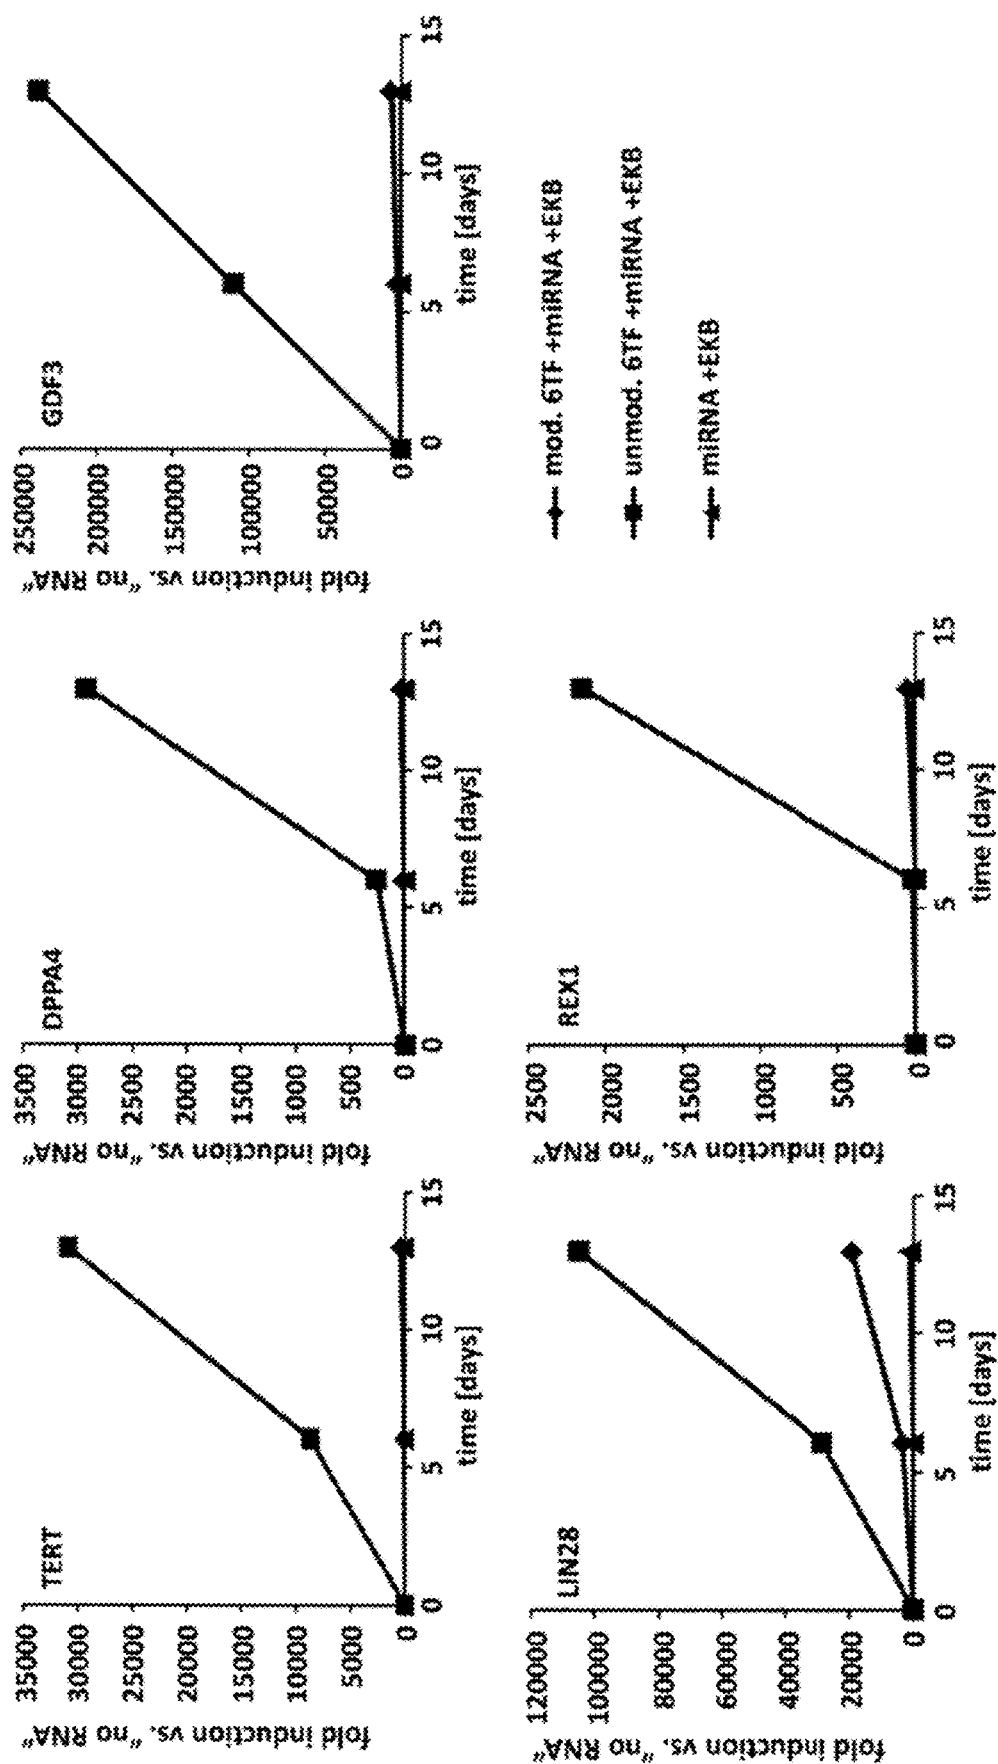 TERT
fold induction vs. "no RNA"
35000
30000
25000
20000
15000
10000
5000
0
0 5 10 15
time [days]
DPPA4
fold induction vs. "no RNA"
3500
3000
2500
2000
1500
1000
500
0
0 5 10 15
time [days]
GDF3
fold induction vs. "no RNA"
250000
200000
150000
100000
50000
0
0 5 10 15
time [days]
LIN28
fold induction vs. "no RNA"
120000
100000
80000
60000
40000
20000
0
0 5 10 15
time [days]
REX1
fold induction vs. "no RNA"
2500
2000
1500
1000
500
0
0 5 10 15
time [days]
mod. 6TF +miRNA +EKB
unmod. 6TF +miRNA +EKB
miRNA +EKB